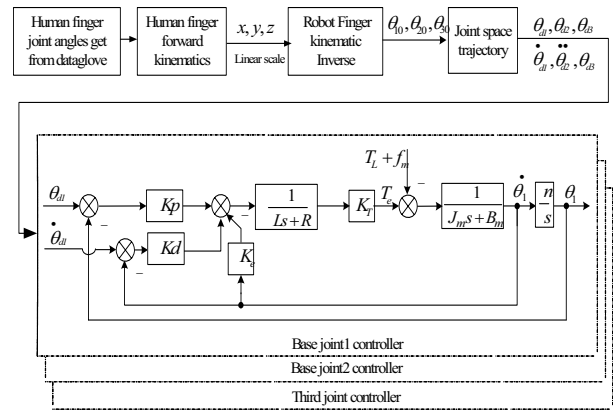 Human finger
joint angles get
from dataglove
Human finger
forward
kinematics
x, y, z
Linear scale
Robot Finger
kinematic
Inverse
θ10, θ20, θ30
Joint space
trajectory
θd1, θd2, θd3
θ̇d1, θ̈d2, θd3
θd1
Kp
θ̇d1
Kd
Ke
1
Ls+R
KT
Te
TL + fm
1
Jms+Bm
θ̇1
n
s
θ1
−
−
−
−
Base joint1 controller
Base joint2 controller
Third joint controller